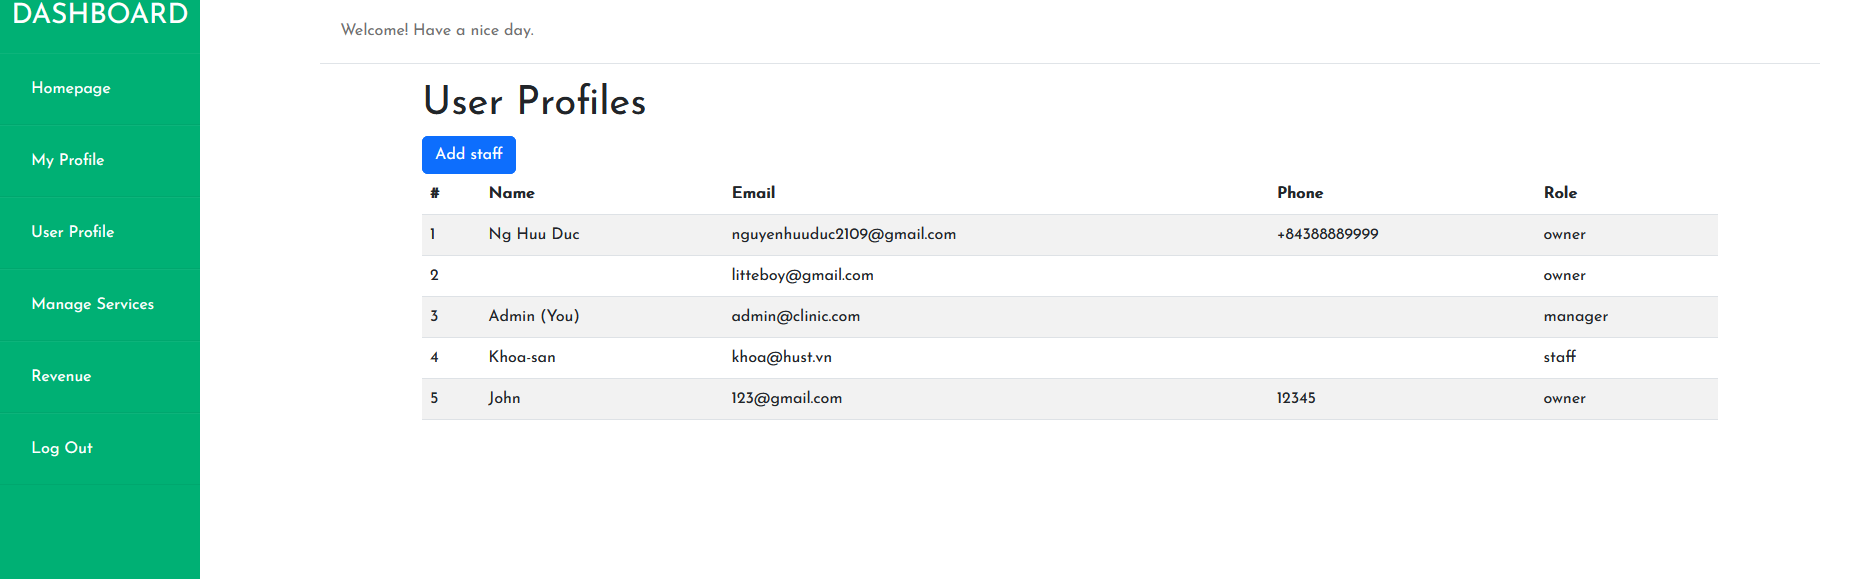 DASHBOARD
Homepage
My Profile
User Profile
Manage Services
Revenue
Log Out
Welcome! Have a nice day.
User Profiles
Add staff
# Name Email Phone Role
1 Ng Huu Duc nguyenhuuduc2109@gmail.com +84388889999 owner
2 litteboy@gmail.com owner
3 Admin (You) admin@clinic.com manager
4 Khoa-san khoa@hust.vn staff
5 John 123@gmail.com 12345 owner